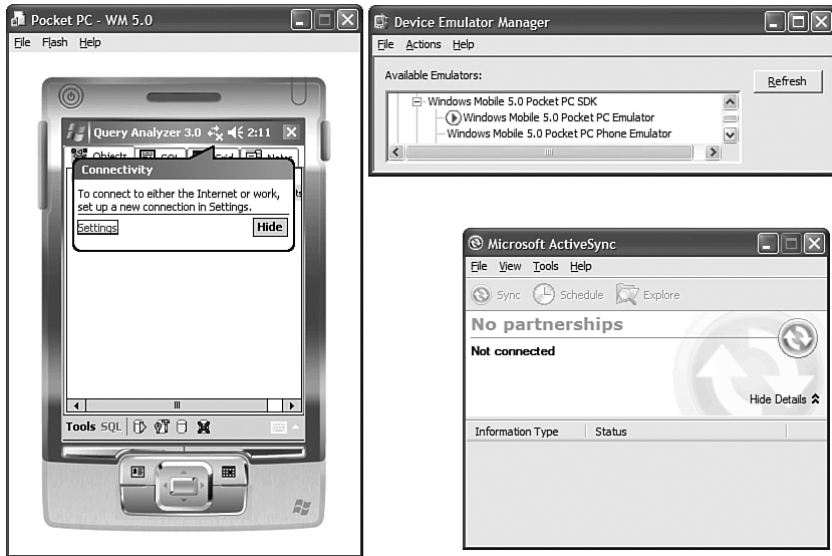 Pocket PC - WM 5.0
File Flash Help
Query Analyzer 3.0 2:11
Objects SQL Grid Notes
Connectivity
To connect to either the Internet or work,
set up a new connection in Settings.
Settings Hide
Tools SQL
Device Emulator Manager
File Actions Help
Available Emulators:
Refresh
Windows Mobile 5.0 Pocket PC SDK
Windows Mobile 5.0 Pocket PC Emulator
Windows Mobile 5.0 Pocket PC Phone Emulator
Microsoft ActiveSync
File View Tools Help
Sync Schedule Explore
No partnerships
Not connected
Hide Details
Information Type Status